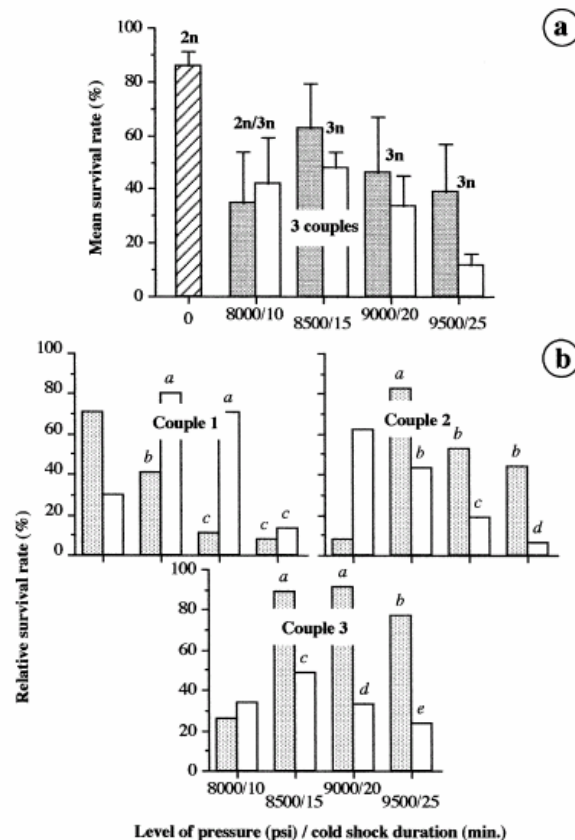 a
Mean survival rate (%)
100
80
60
40
20
0
2n
2n/3n
3n
3n
3n
3 couples
0
8000/10
8500/15
9000/20
9500/25
b
Relative survival rate (%)
100
80
60
40
20
0
a
a
b
c
c
c
Couple 1
a
b
b
b
c
d
Couple 2
100
80
60
40
20
0
a
a
b
c
d
e
Couple 3
8000/10
8500/15
9000/20
9500/25
Level of pressure (psi) / cold shock duration (min.)